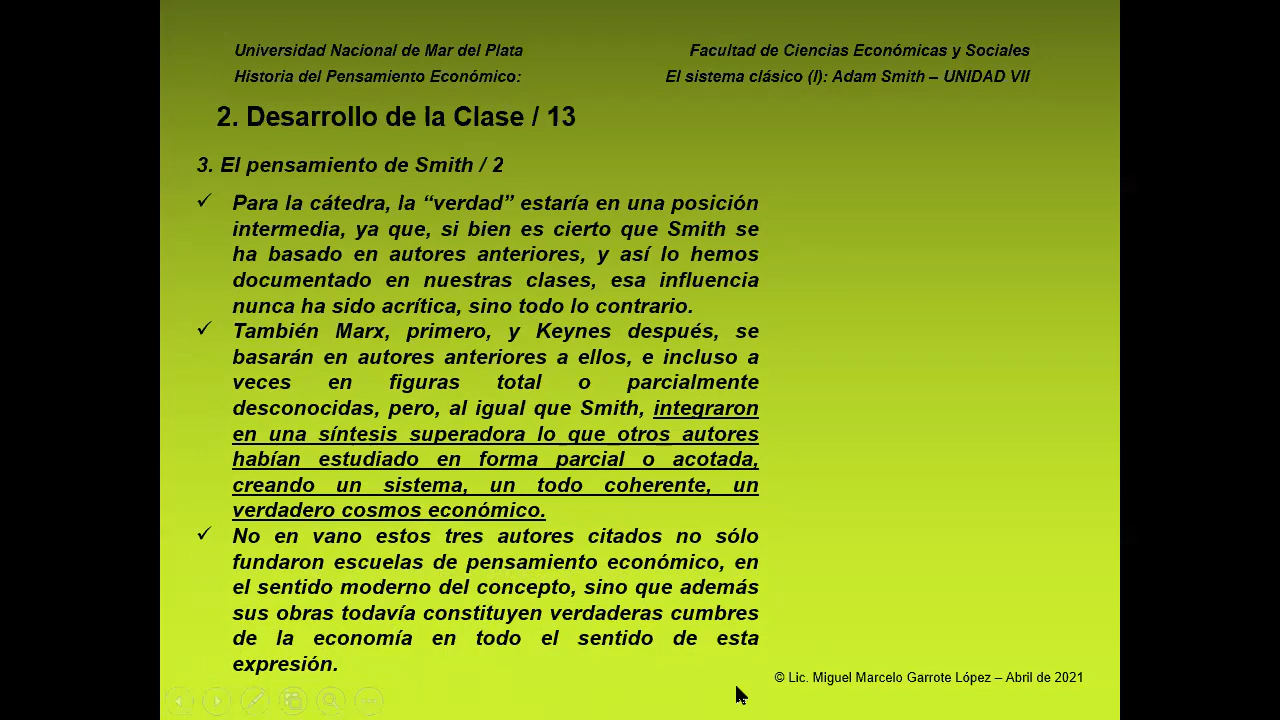 Universidad Nacional de Mar del Plata
Facultad de Ciencias Económicas y Sociales
Historia del Pensamiento Económico:
El sistema clásico (I): Adam Smith – UNIDAD VII
2. Desarrollo de la Clase / 13
3. El pensamiento de Smith / 2
✓ Para la cátedra, la “verdad” estaría en una posición
intermedia, ya que, si bien es cierto que Smith se
ha basado en autores anteriores, y así lo hemos
documentado en nuestras clases, esa influencia
nunca ha sido acrítica, sino todo lo contrario.
✓ También Marx, primero, y Keynes después, se
basarán en autores anteriores a ellos, e incluso a
veces en figuras total o parcialmente
desconocidas, pero, al igual que Smith, integraron
en una síntesis superadora lo que otros autores
habían estudiado en forma parcial o acotada,
creando un sistema, un todo coherente, un
verdadero cosmos económico.
✓ No en vano estos tres autores citados no sólo
fundaron escuelas de pensamiento económico, en
el sentido moderno del concepto, sino que además
sus obras todavía constituyen verdaderas cumbres
de la economía en todo el sentido de esta
expresión.
© Lic. Miguel Marcelo Garrote López – Abril de 2021